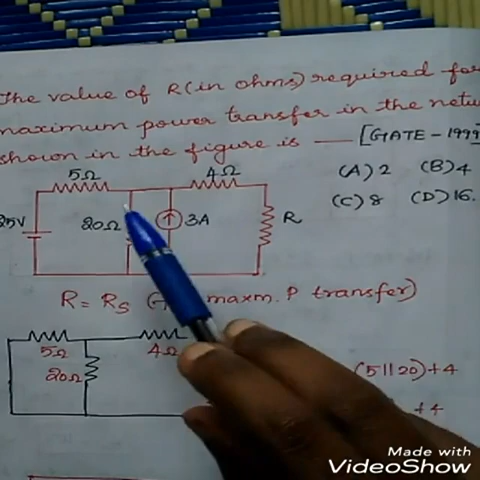 The value of R (in ohms) required for
maximum power transfer in the
shown in the figure is — [GATE-1999]
(A) 2 (B) 4
(C) 8 (D) 16.
5Ω 4Ω
25V 20Ω 3A R
R = Rs maxm. P transfer)
5Ω 4Ω
20Ω
(5||20)+4
+4
Made with
VideoShow